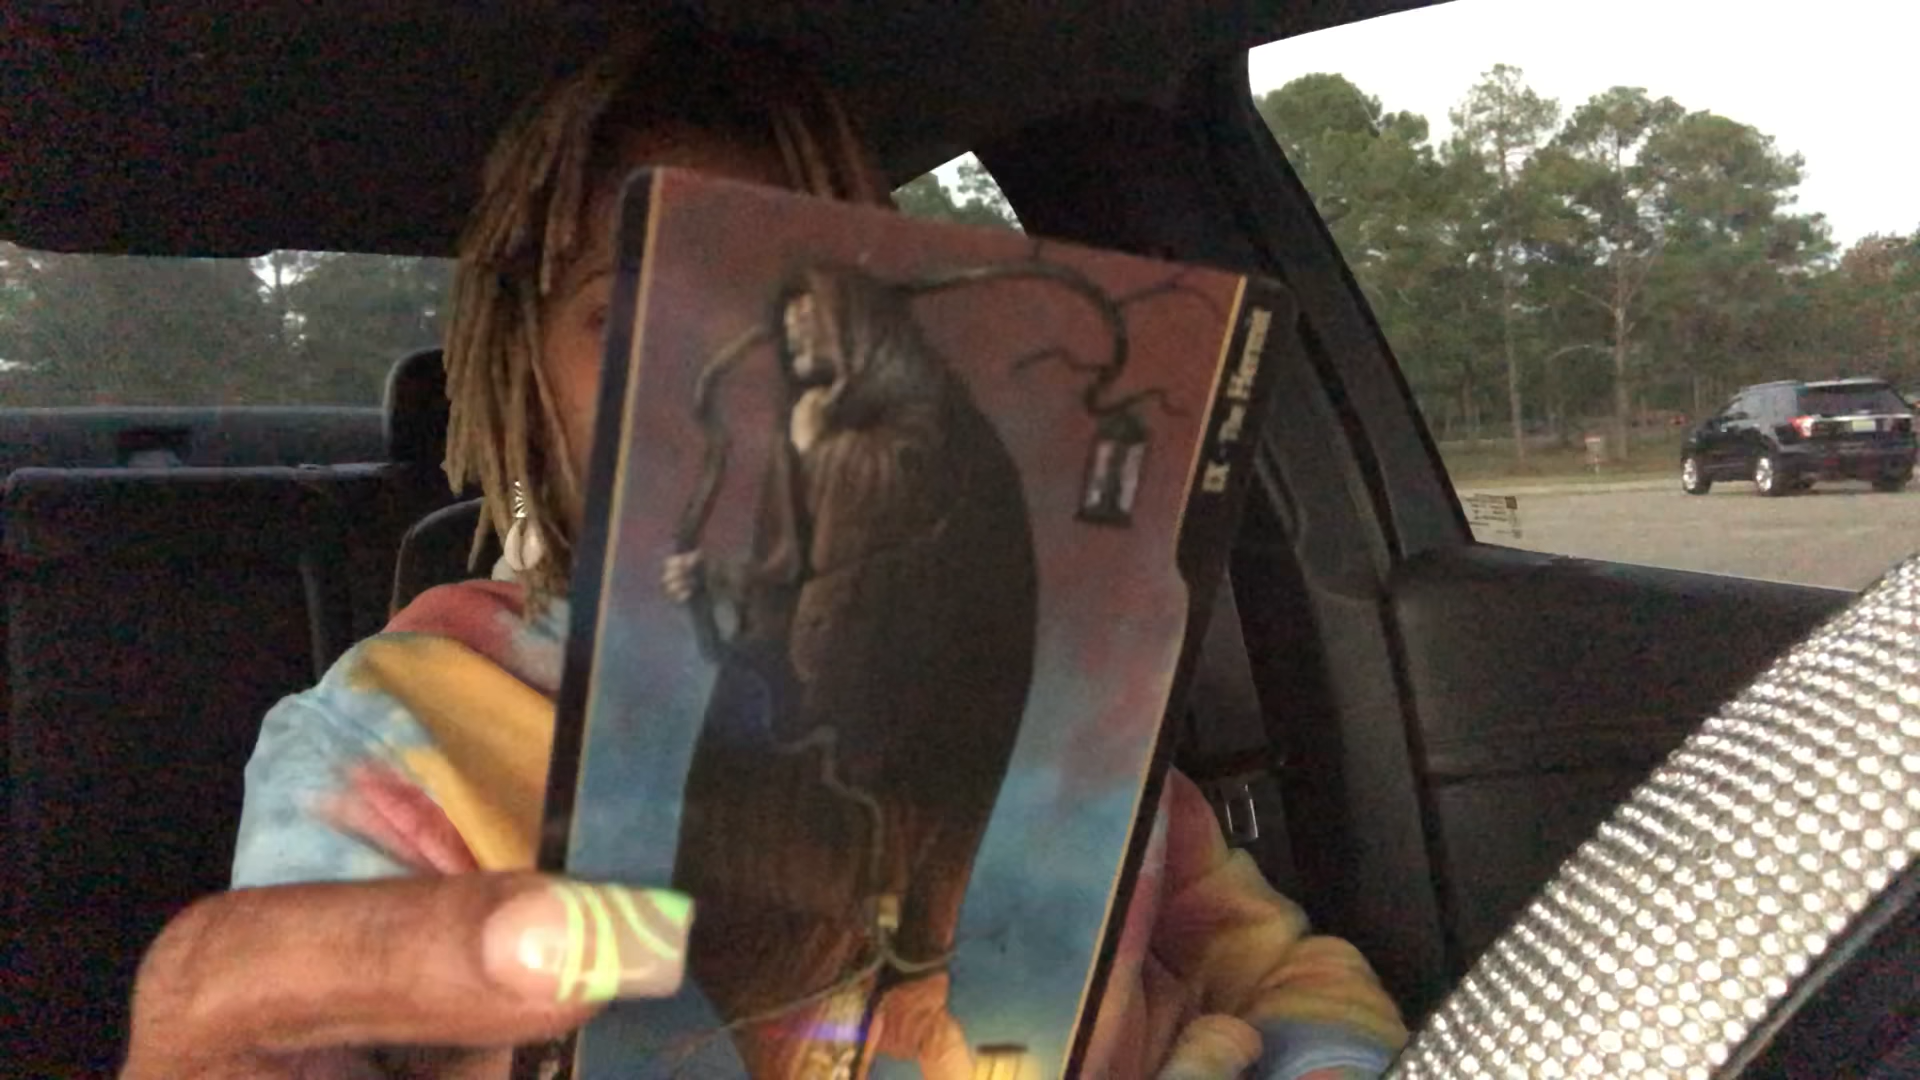 IX • The Hermit